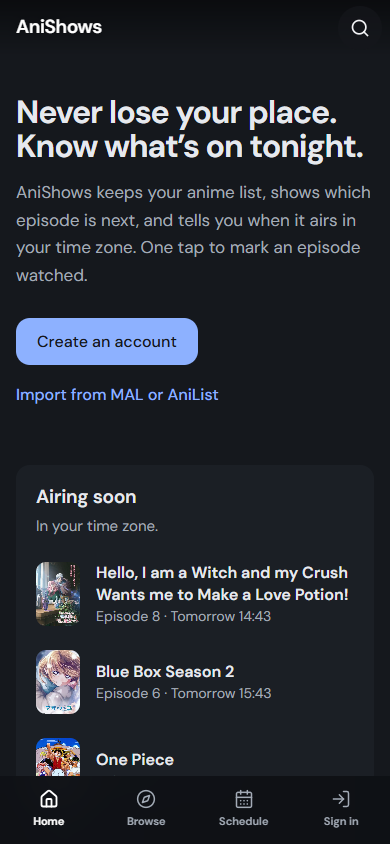 AniShows
Never lose your place.
Know what's on tonight.
AniShows keeps your anime list, shows which
episode is next, and tells you when it airs in
your time zone. One tap to mark an episode
watched.
Create an account
Import from MAL or AniList
Airing soon
In your time zone.
Hello, I am a Witch and my Crush
Wants me to Make a Love Potion!
Episode 8 · Tomorrow 14:43
Blue Box Season 2
Episode 6 · Tomorrow 15:43
One Piece
Home
Browse
Schedule
Sign in